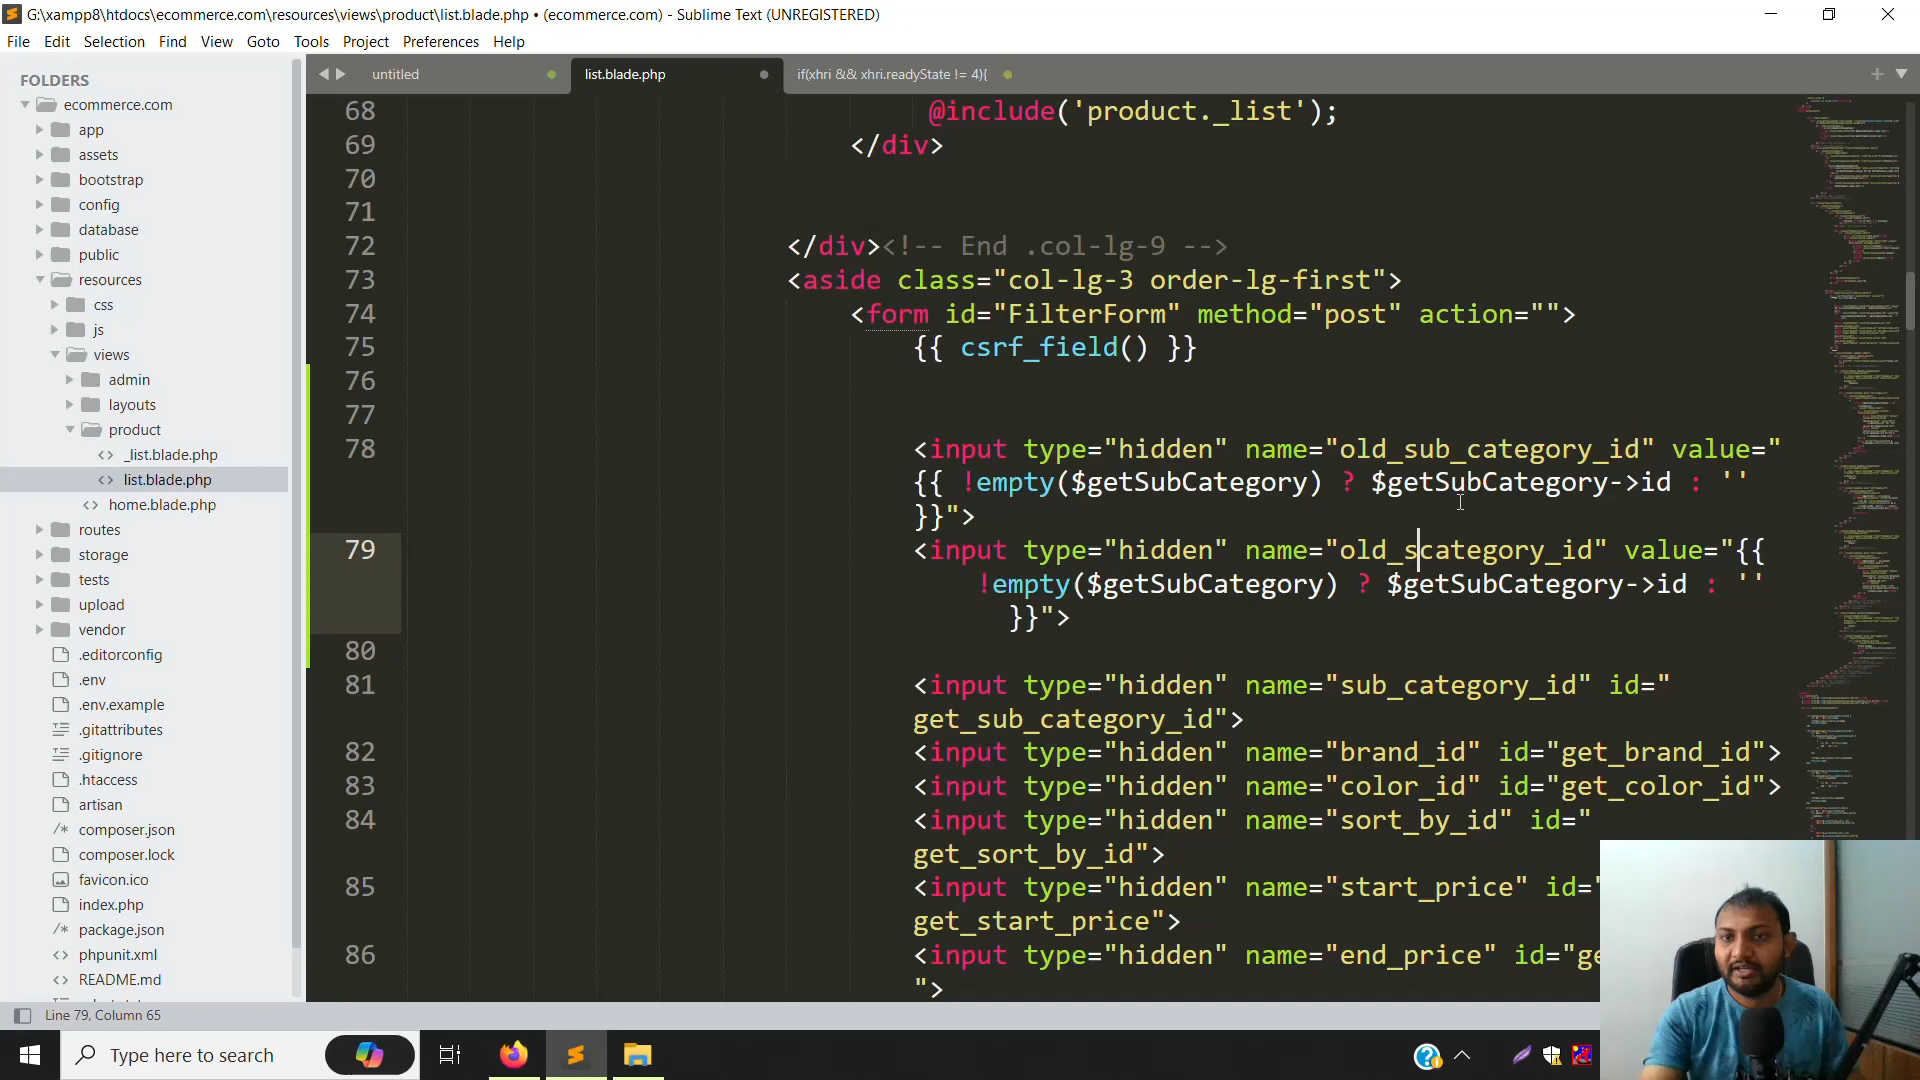 G:\xampp8\htdocs\ecommerce.com\resources\views\product\list.blade.php • (ecommerce.com) - Sublime Text (UNREGISTERED)
File Edit Selection Find View Goto Tools Project Preferences Help
FOLDERS
ecommerce.com
app
assets
bootstrap
config
database
public
resources
css
js
views
admin
layouts
product
_list.blade.php
list.blade.php
home.blade.php
routes
storage
tests
upload
vendor
.editorconfig
.env
.env.example
.gitattributes
.gitignore
.htaccess
artisan
composer.json
composer.lock
favicon.ico
index.php
package.json
phpunit.xml
README.md
untitled
list.blade.php
if(xhri && xhri.readyState != 4){
68 @include('product._list');
69 </div>
70
71
72 </div><!-- End .col-lg-9 -->
73 <aside class="col-lg-3 order-lg-first">
74 <form id="FilterForm" method="post" action="">
75 {{ csrf_field() }}
76
77
78 <input type="hidden" name="old_sub_category_id" value="
{{ !empty($getSubCategory) ? $getSubCategory->id : ''
}}">
79 <input type="hidden" name="old_scategory_id" value="{{
!empty($getSubCategory) ? $getSubCategory->id : ''
}}">
80
81 <input type="hidden" name="sub_category_id" id="
get_sub_category_id">
82 <input type="hidden" name="brand_id" id="get_brand_id">
83 <input type="hidden" name="color_id" id="get_color_id">
84 <input type="hidden" name="sort_by_id" id="
get_sort_by_id">
85 <input type="hidden" name="start_price" id="
get_start_price">
86 <input type="hidden" name="end_price" id="ge
">
Line 79, Column 65
Type here to search